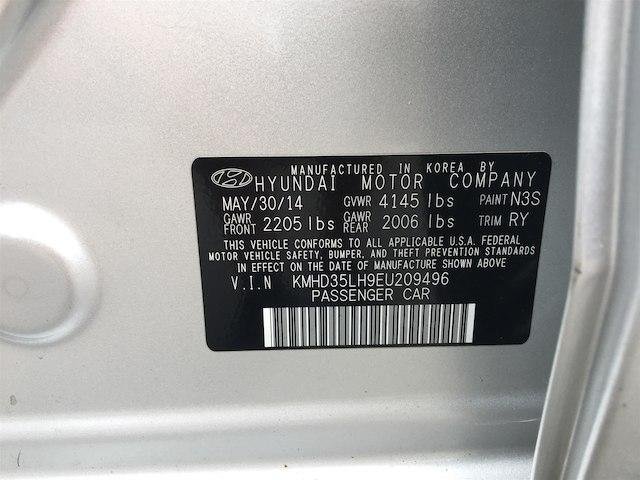 MANUFACTURED IN KOREA BY
HYUNDAI MOTOR COMPANY
MAY/30/14 GVWR 4145 lbs PAINT N3S
GAWR FRONT 2205 lbs GAWR REAR 2006 lbs TRIM RY
THIS VEHICLE CONFORMS TO ALL APPLICABLE U.S.A. FEDERAL
MOTOR VEHICLE SAFETY, BUMPER, AND THEFT PREVENTION STANDARDS
IN EFFECT ON THE DATE OF MANUFACTURE SHOWN ABOVE
V.I.N KMHD35LH9EU209496
PASSENGER CAR